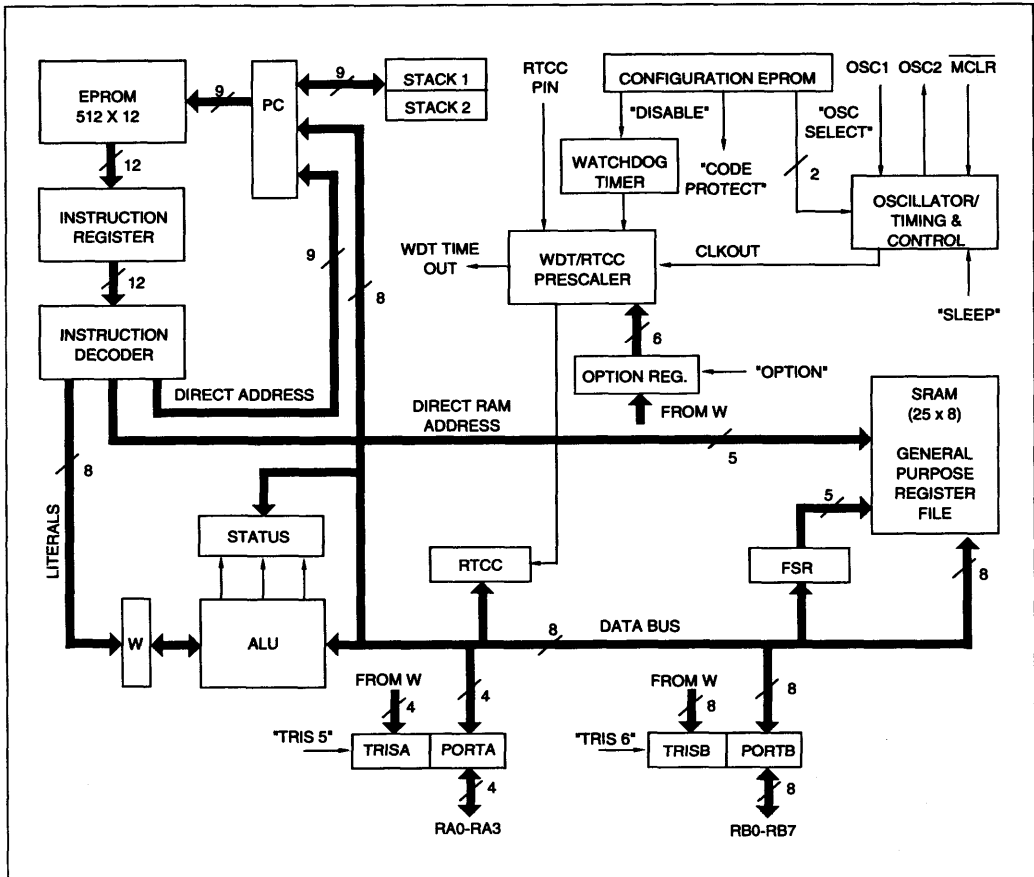 EPROM
512 X 12
9
PC
9
STACK 1
STACK 2
RTCC
PIN
CONFIGURATION EPROM
OSC1 OSC2 MCLR
"DISABLE"
"OSC
SELECT"
WATCHDOG
TIMER
"CODE
PROTECT"
2
12
INSTRUCTION
REGISTER
OSCILLATOR/
TIMING &
CONTROL
9
8
WDT TIME
OUT
WDT/RTCC
PRESCALER
CLKOUT
12
"SLEEP"
INSTRUCTION
DECODER
6
OPTION REG.
"OPTION"
DIRECT ADDRESS
DIRECT RAM
ADDRESS
FROM W
SRAM
(25 x 8)
GENERAL
PURPOSE
REGISTER
FILE
5
8
LITERALS
5
STATUS
RTCC
FSR
8
W
ALU
8
DATA BUS
FROM W
4
4
FROM W
8
8
"TRIS 5"
TRISA
PORTA
"TRIS 6"
TRISB
PORTB
4
8
RA0-RA3
RB0-RB7